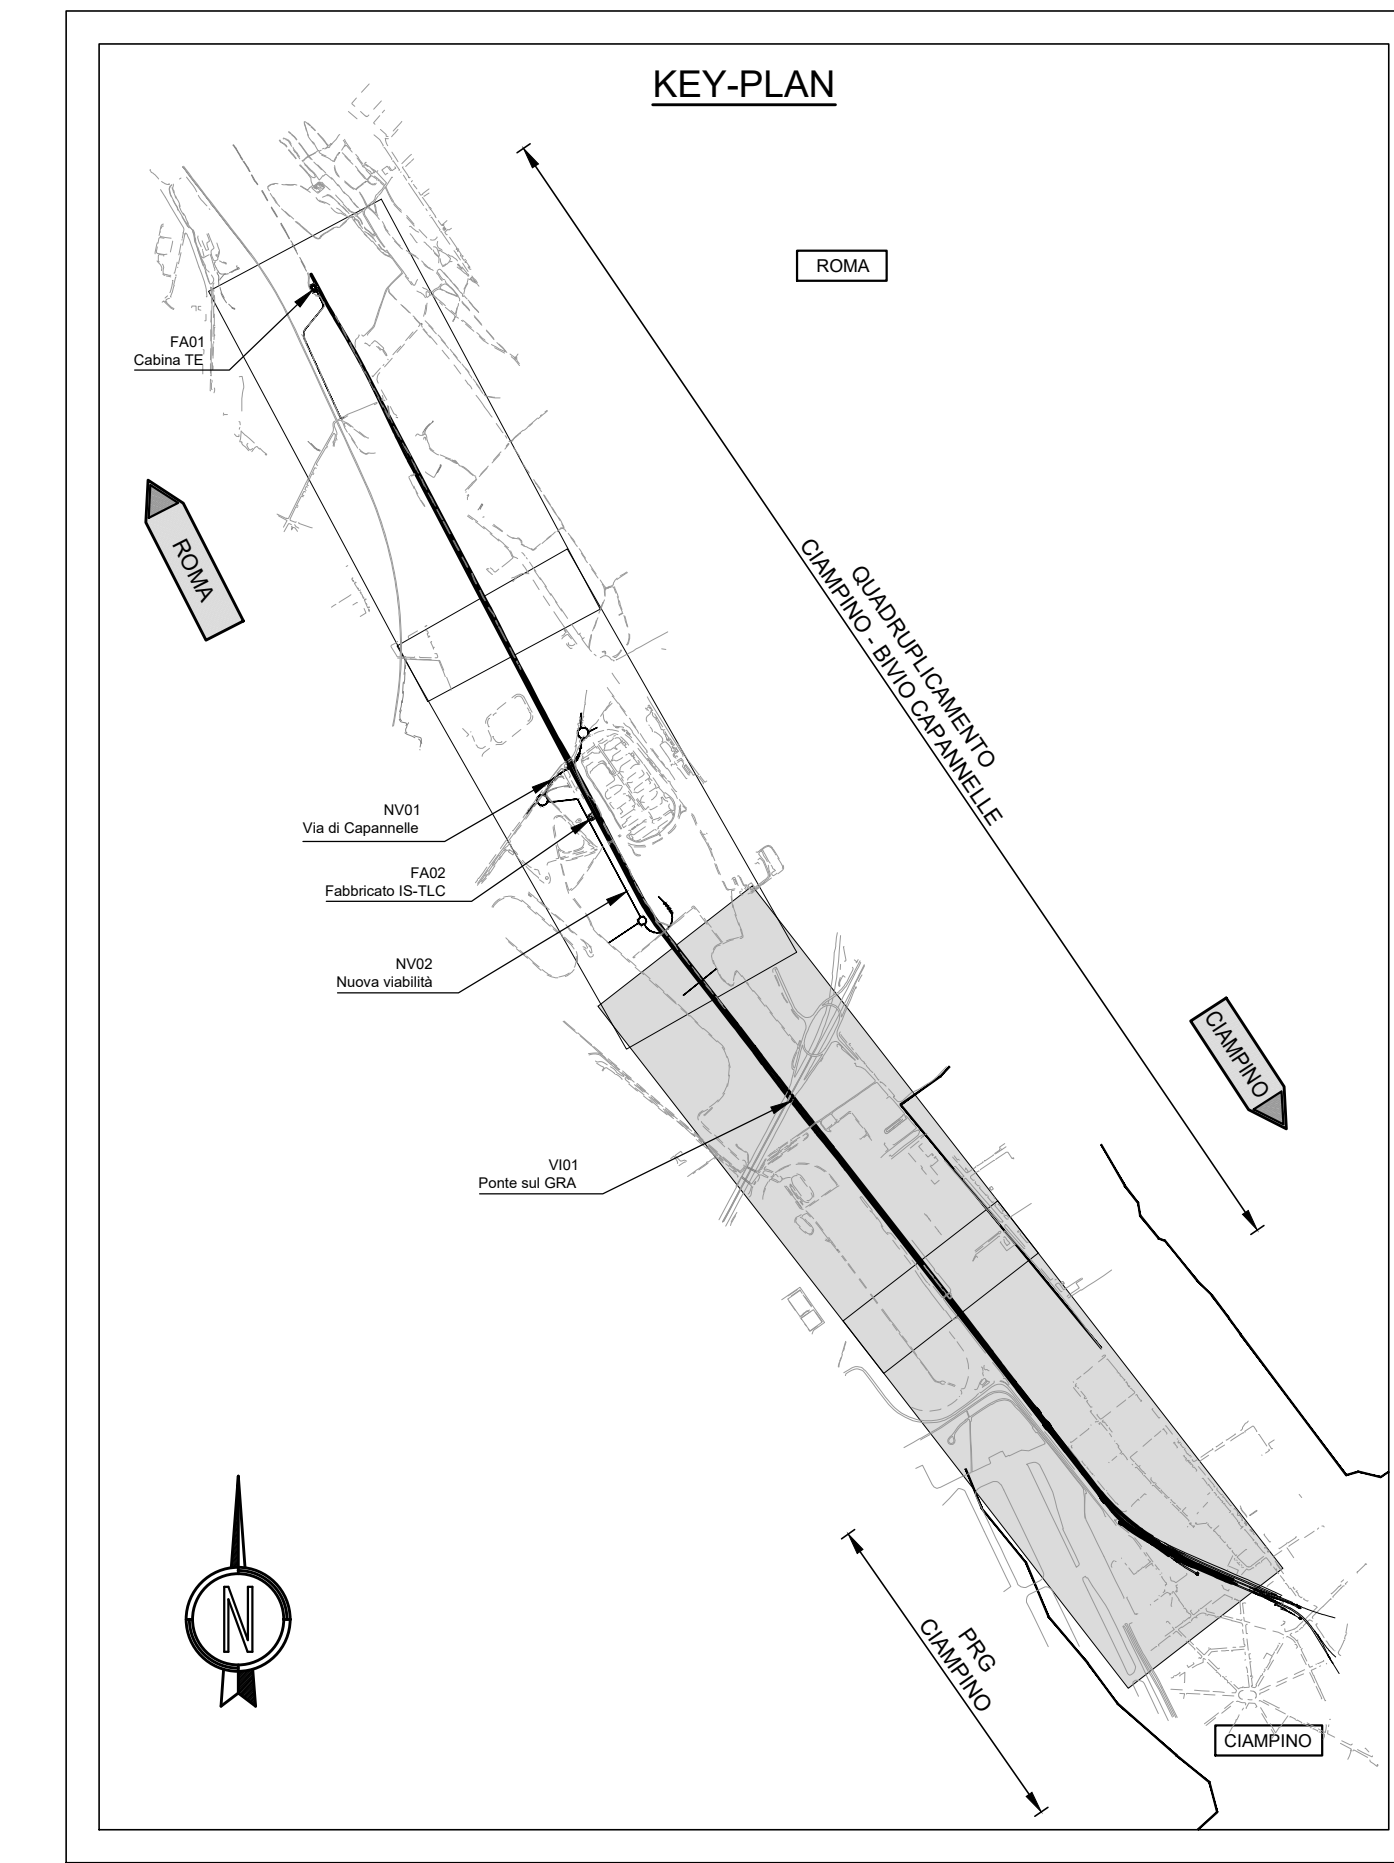 KEY-PLAN
ROMA
FA01
Cabina TE
ROMA
QUADRUPLICAMENTO
CIAMPINO - BIVIO CAPANNELLE
NV01
Via di Capannelle
FA02
Fabbricato IS-TLC
NV02
Nuova viabilità
CIAMPINO
VI01
Ponte sul GRA
N
PRG
CIAMPINO
CIAMPINO